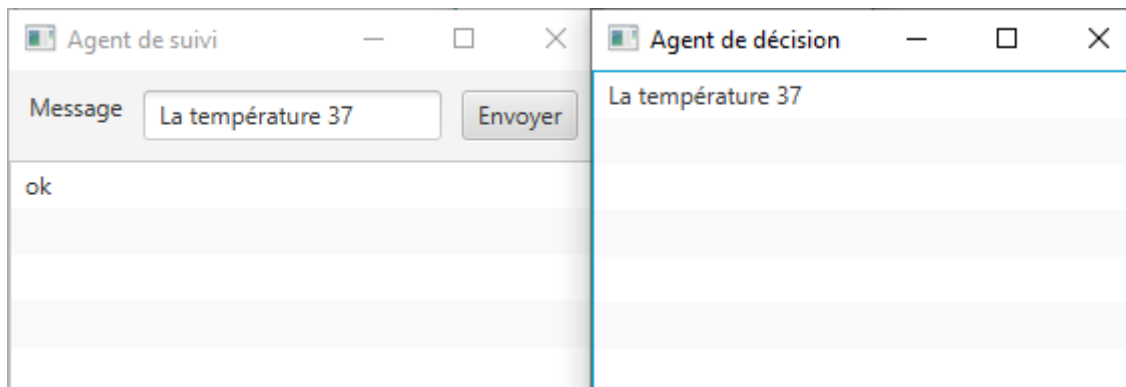 Agent de suivi
Message La température 37 Envoyer
ok
Agent de décision
La température 37